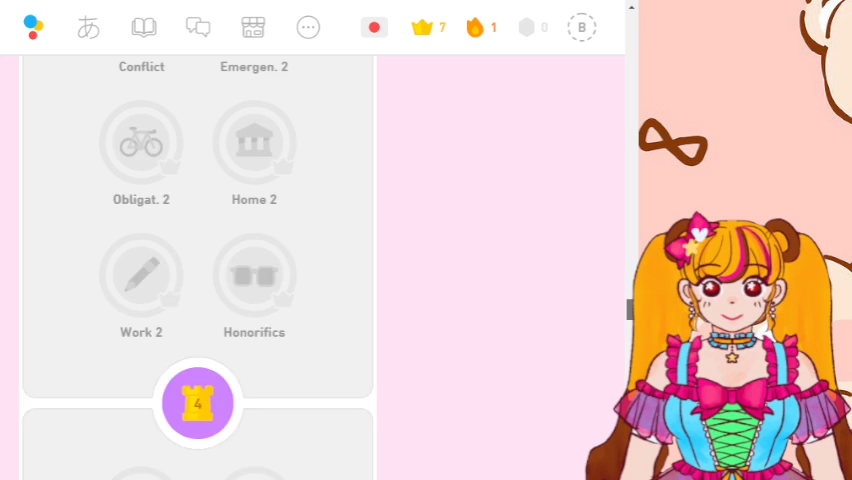 あ 7 1 0 B
Conflict Emergen. 2
Obligat. 2 Home 2
Work 2 Honorifics
4